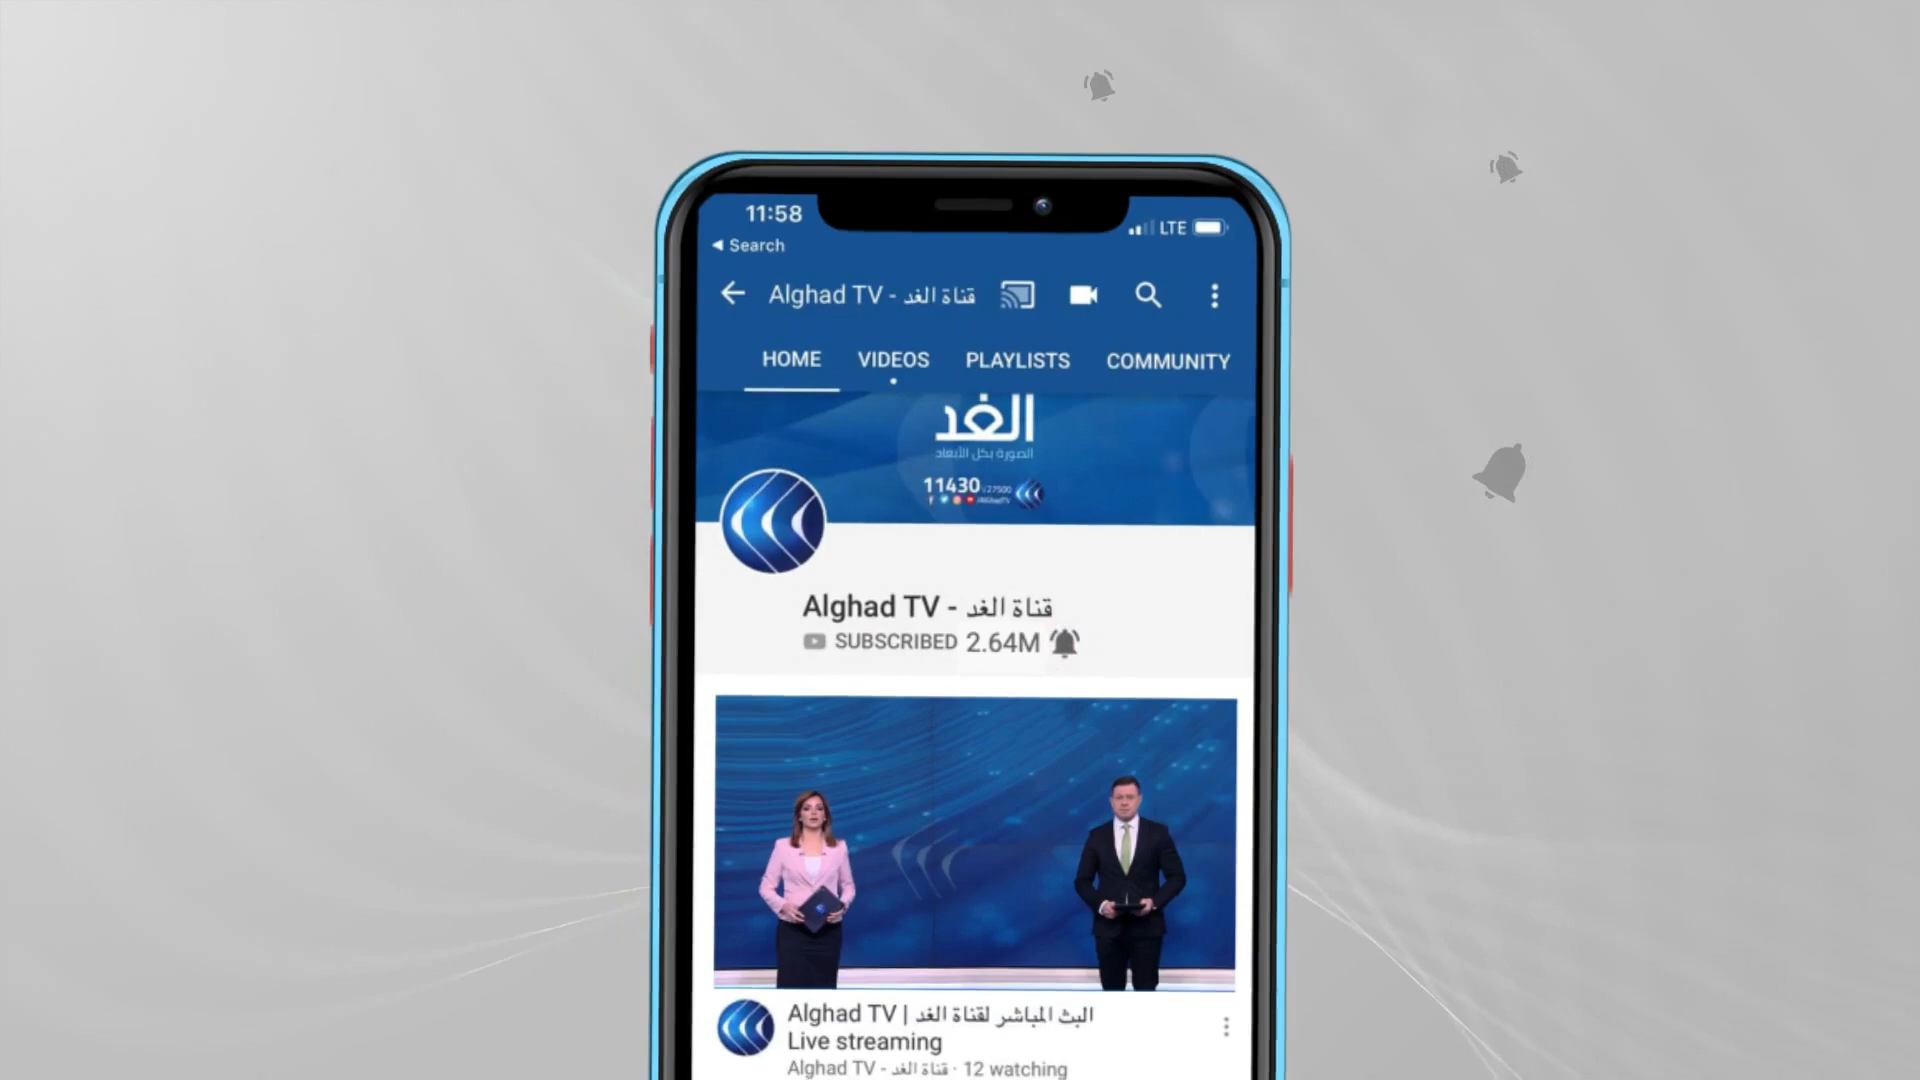 11:58
LTE
Search
Alghad TV - قناة الغد
HOME VIDEOS PLAYLISTS COMMUNITY
الغد
الصورة بكل الأبعاد
11430 27500
AlGhadTV
Alghad TV - قناة الغد
SUBSCRIBED 2.64M
Alghad TV | البث المباشر لقناة الغد
Live streaming
Alghad TV - قناة الغد · 12 watching